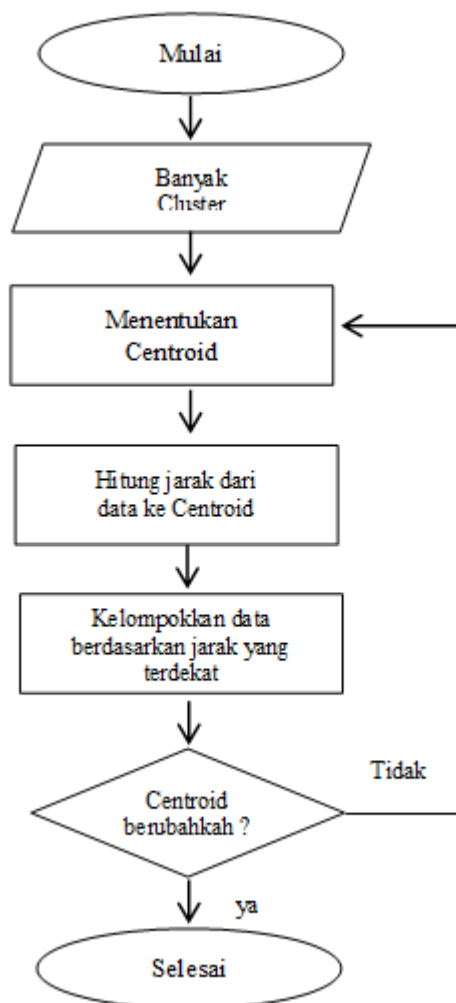 Mulai
Banyak
Cluster
Menentukan
Centroid
Hitung jarak dari
data ke Centroid
Kelompokkan data
berdasarkan jarak yang
terdekat
Tidak
Centroid
berubahkah ?
ya
Selesai